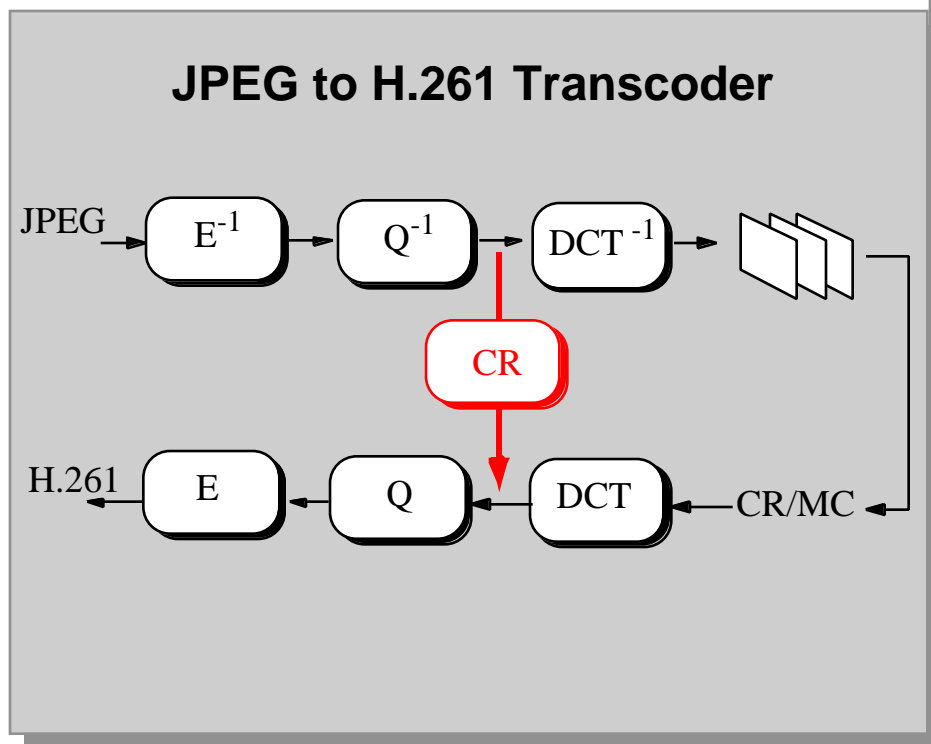 JPEG to H.261 Transcoder
JPEG
E-1
Q-1
DCT -1
CR
H.261
E
Q
DCT
CR/MC